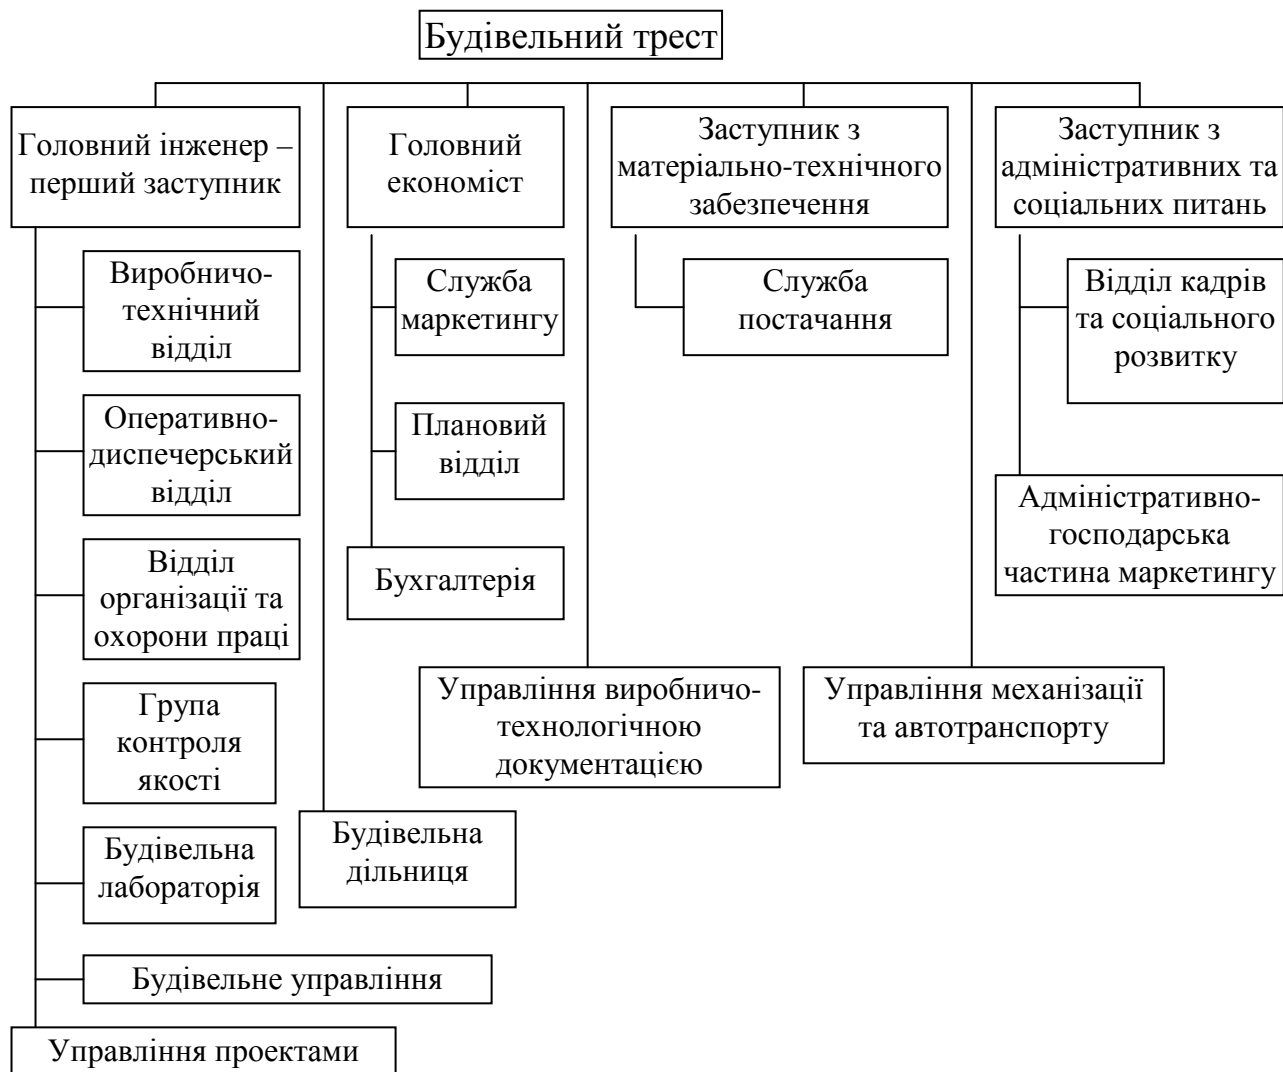 Будівельний трест
Головний інженер –
перший заступник
Головний
економіст
Заступник з
матеріально-технічного
забезпечення
Заступник з
адміністративних та
соціальних питань
Виробничо-
технічний
відділ
Оперативно-
диспечерський
відділ
Відділ
організації та
охорони праці
Група
контроля
якості
Будівельна
лабораторія
Будівельне управління
Управління проектами
Будівельна
дільниця
Служба
маркетингу
Плановий
відділ
Бухгалтерія
Управління виробничо-
технологічною
документацією
Служба
постачання
Управління механізації
та автотранспорту
Відділ кадрів
та соціального
розвитку
Адміністративно-
господарська
частина маркетингу